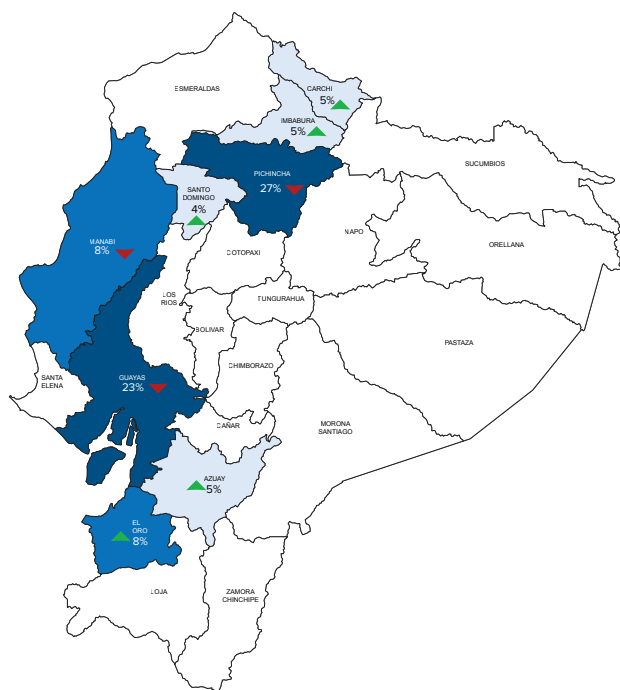 ESMERALDAS
CARCHI
5%
IMBABURA
5%
SUCUMBIOS
PICHINCHA
27%
SANTO
DOMINGO
4%
NAPO
ORELLANA
MANABI
8%
COTOPAXI
LOS
RIOS
TUNGURAHUA
BOLIVAR
PASTAZA
CHIMBORAZO
SANTA
ELENA
GUAYAS
23%
CAÑAR
MORONA
SANTIAGO
AZUAY
5%
EL
ORO
8%
LOJA
ZAMORA
CHINCHIPE